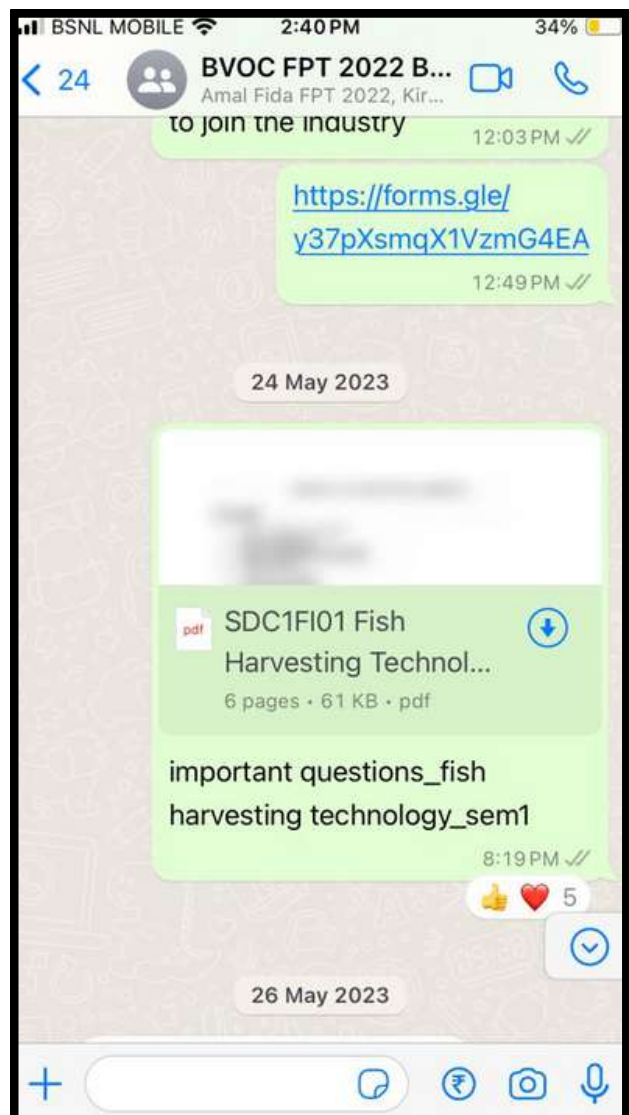 BSNL MOBILE 2:40 PM 34%
24 BVOC FPT 2022 B...
Amal Fida FPT 2022, Kir...
to join the industry
12:03 PM
https://forms.gle/
y37pXsmqX1VzmG4EA
12:49 PM
24 May 2023
pdf SDC1FI01 Fish
Harvesting Technol...
6 pages • 61 KB • pdf
important questions_fish
harvesting technology_sem1
8:19 PM
5
26 May 2023
₹